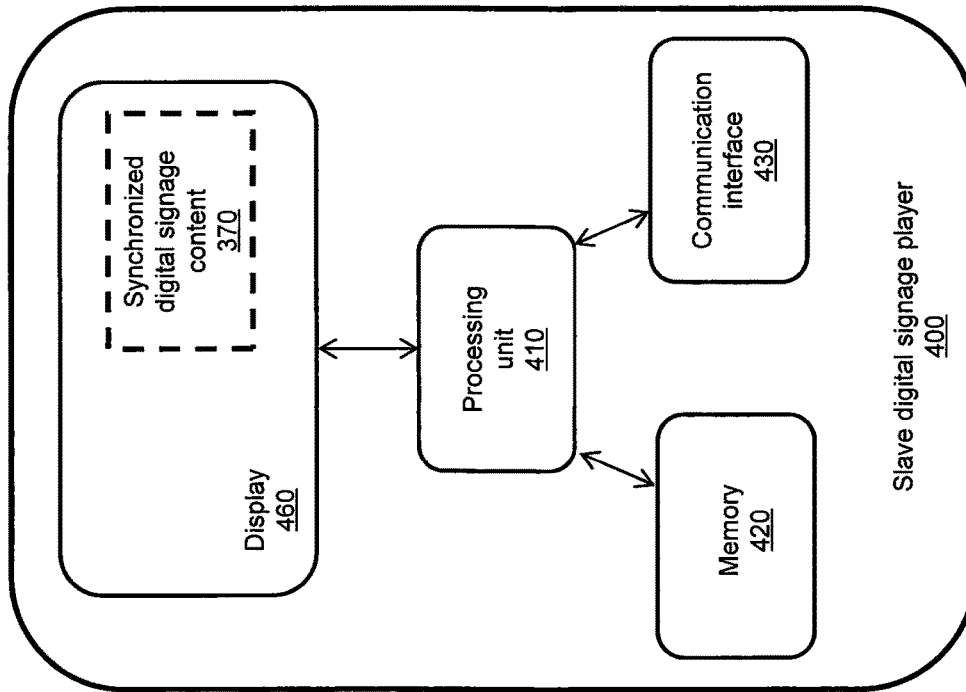 Synchronized
digital signage
content
370
Display
460
Processing
unit
410
Memory
420
Communication
interface
430
Slave digital signage player
400